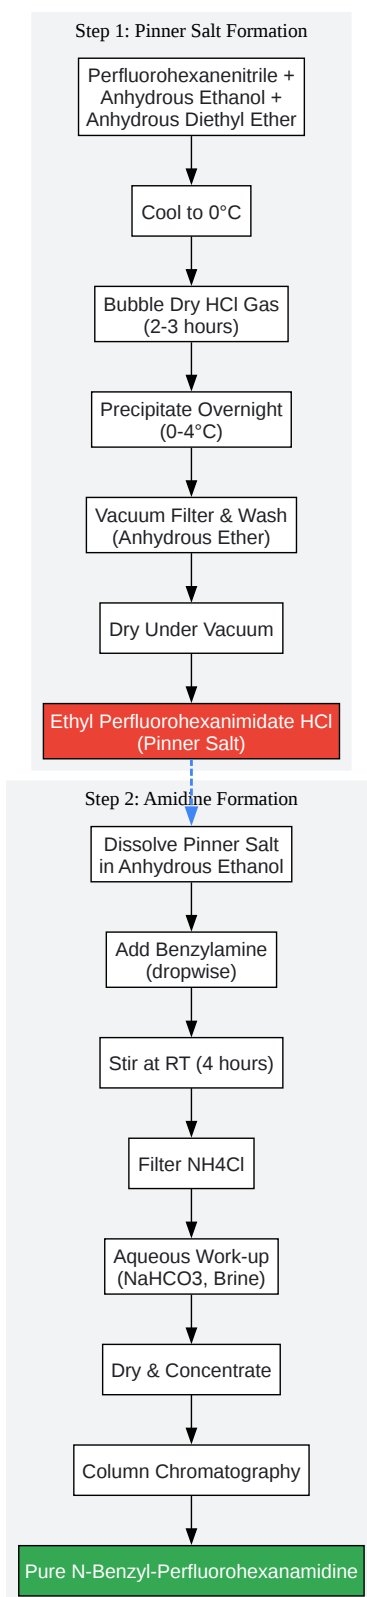 Step 1: Pinner Salt Formation
Perfluorohexanenitrile +
Anhydrous Ethanol +
Anhydrous Diethyl Ether
Cool to 0°C
Bubble Dry HCl Gas
(2-3 hours)
Precipitate Overnight
(0-4°C)
Vacuum Filter & Wash
(Anhydrous Ether)
Dry Under Vacuum
Ethyl Perfluorohexanimidate HCl
(Pinner Salt)
Step 2: Amidine Formation
Dissolve Pinner Salt
in Anhydrous Ethanol
Add Benzylamine
(dropwise)
Stir at RT (4 hours)
Filter NH4Cl
Aqueous Work-up
(NaHCO3, Brine)
Dry & Concentrate
Column Chromatography
Pure N-Benzyl-Perfluorohexanamidine